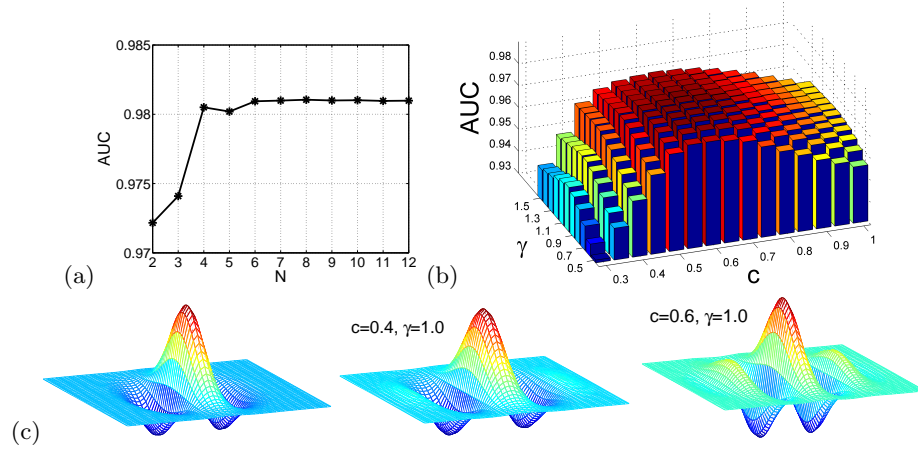 0.985
0.98
0.975
0.97
AUC
2 3 4 5 6 7 8 9 10 11 12
N
(a)
0.98
0.97
0.96
0.95
0.94
0.93
AUC
1.5
1.3
1.1
0.9
0.7
0.5
γ
0.3 0.4 0.5 0.6 0.7 0.8 0.9 1
c
(b)
c=0.4, γ=1.0
c=0.6, γ=1.0
(c)